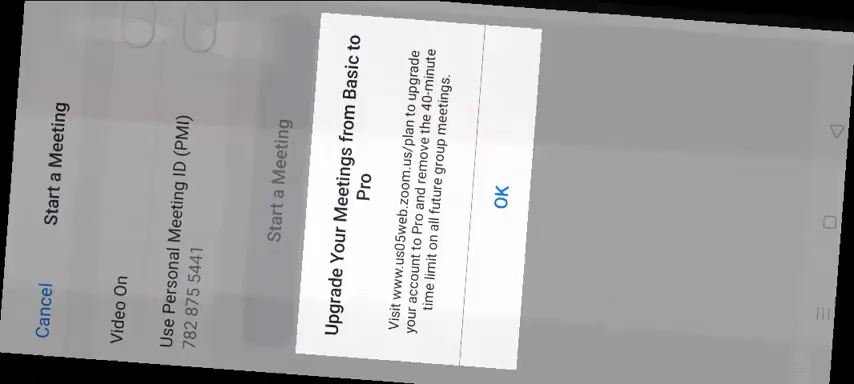 Cancel
Start a Meeting
Video On
Use Personal Meeting ID (PMI)
782 875 5441
Start a Meeting
Upgrade Your Meetings from Basic to
Pro
Visit www.us05web.zoom.us/plan to upgrade
your account to Pro and remove the 40-minute
time limit on all future group meetings.
OK